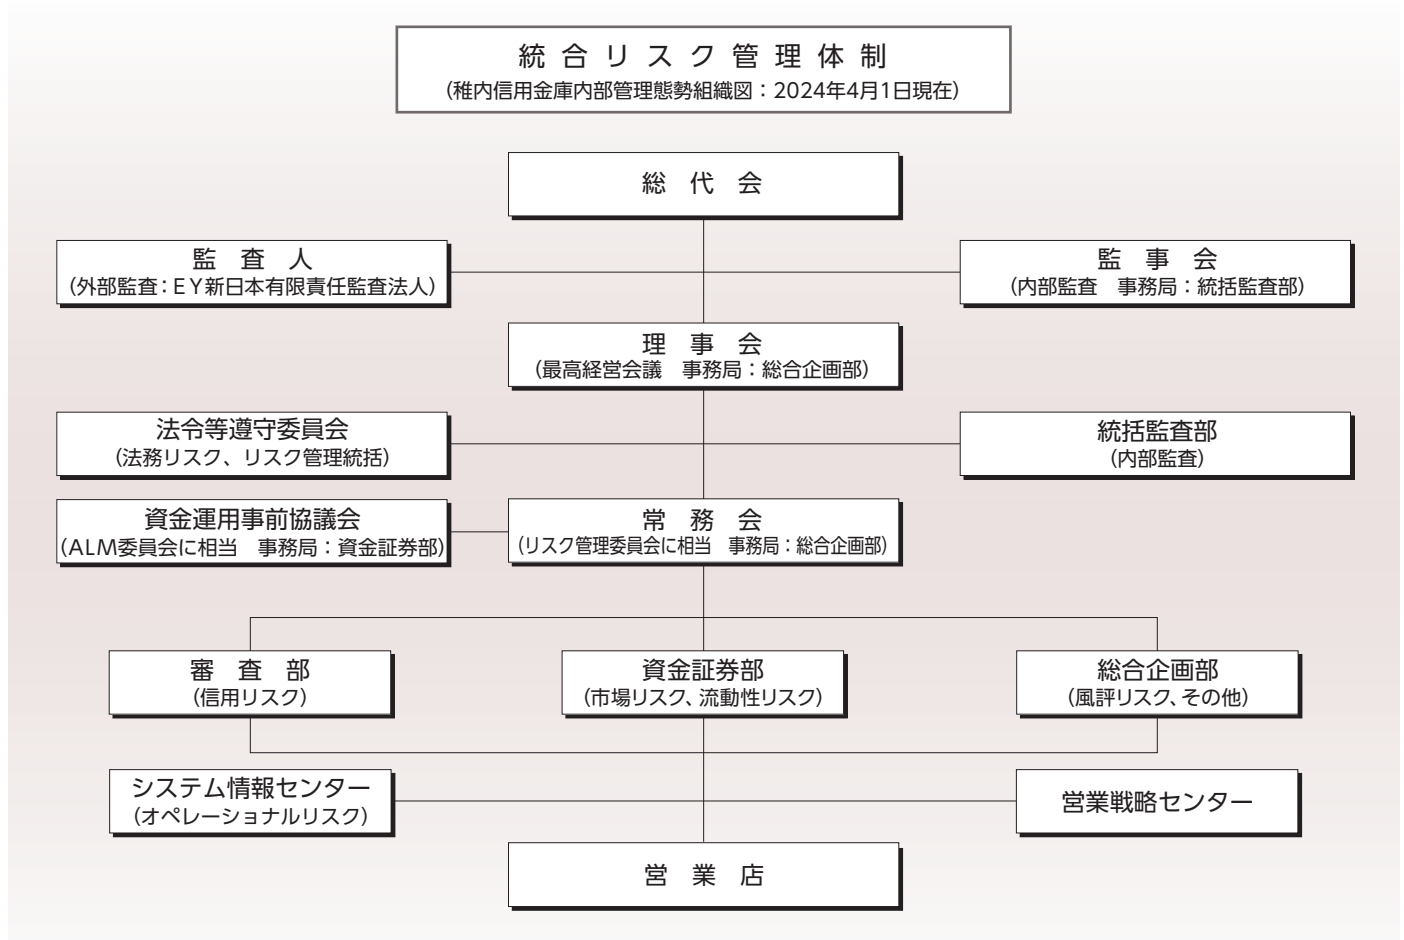 統合リスク管理体制
(稚内信用金庫内部管理態勢組織図：2024年4月1日現在)
総代会
監査人
(外部監査：EY新日本有限責任監査法人)
監事会
(内部監査　事務局：統括監査部)
理事会
(最高経営会議　事務局：総合企画部)
法令等遵守委員会
(法務リスク、リスク管理統括)
統括監査部
(内部監査)
資金運用事前協議会
(ALM委員会に相当　事務局：資金証券部)
常務会
(リスク管理委員会に相当　事務局：総合企画部)
審査部
(信用リスク)
資金証券部
(市場リスク、流動性リスク)
総合企画部
(風評リスク、その他)
システム情報センター
(オペレーショナルリスク)
営業戦略センター
営業店